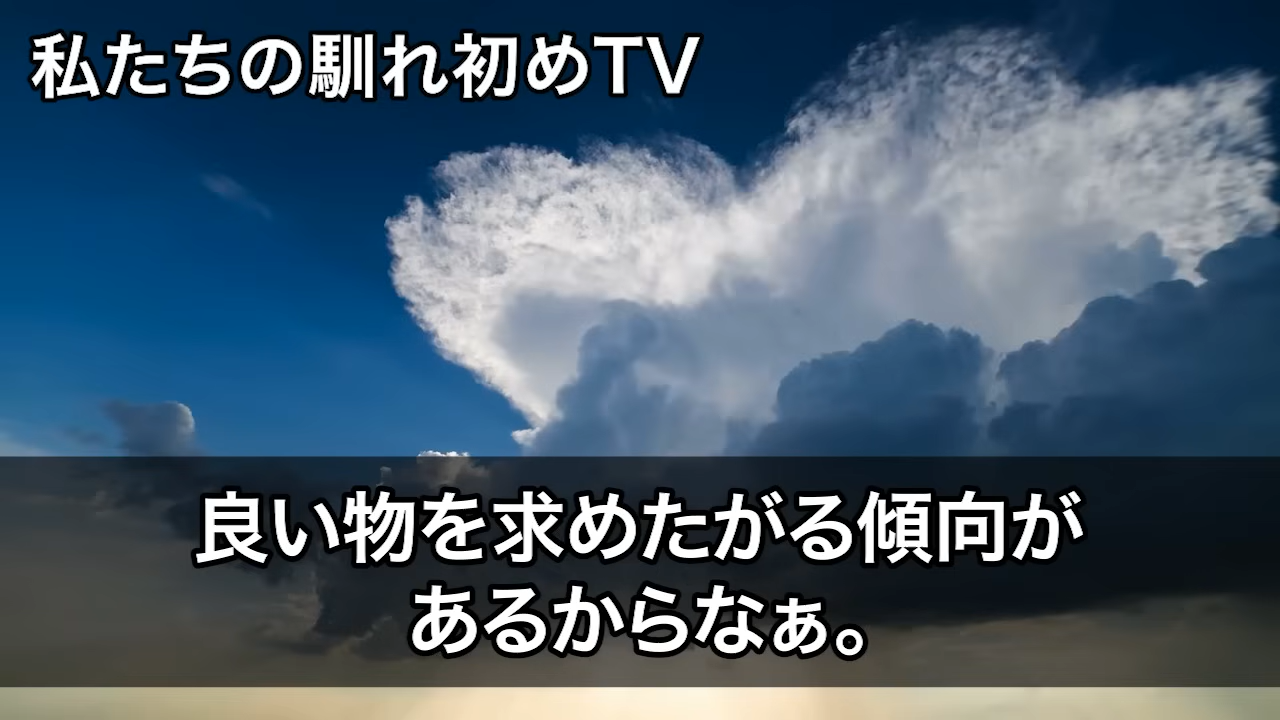 私たちの馴れ初めTV
良い物を求めたがる傾向が
あるからなぁ。